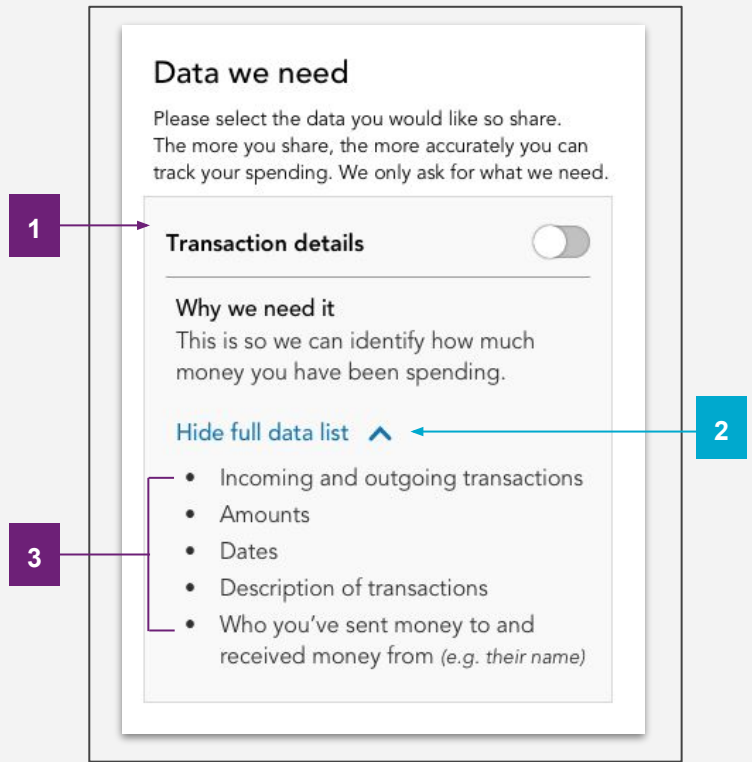 Data we need
Please select the data you would like so share.
The more you share, the more accurately you can
track your spending. We only ask for what we need.
1
Transaction details
Why we need it
This is so we can identify how much
money you have been spending.
Hide full data list
2
• Incoming and outgoing transactions
• Amounts
• Dates
3
• Description of transactions
• Who you’ve sent money to and
received money from (e.g. their name)